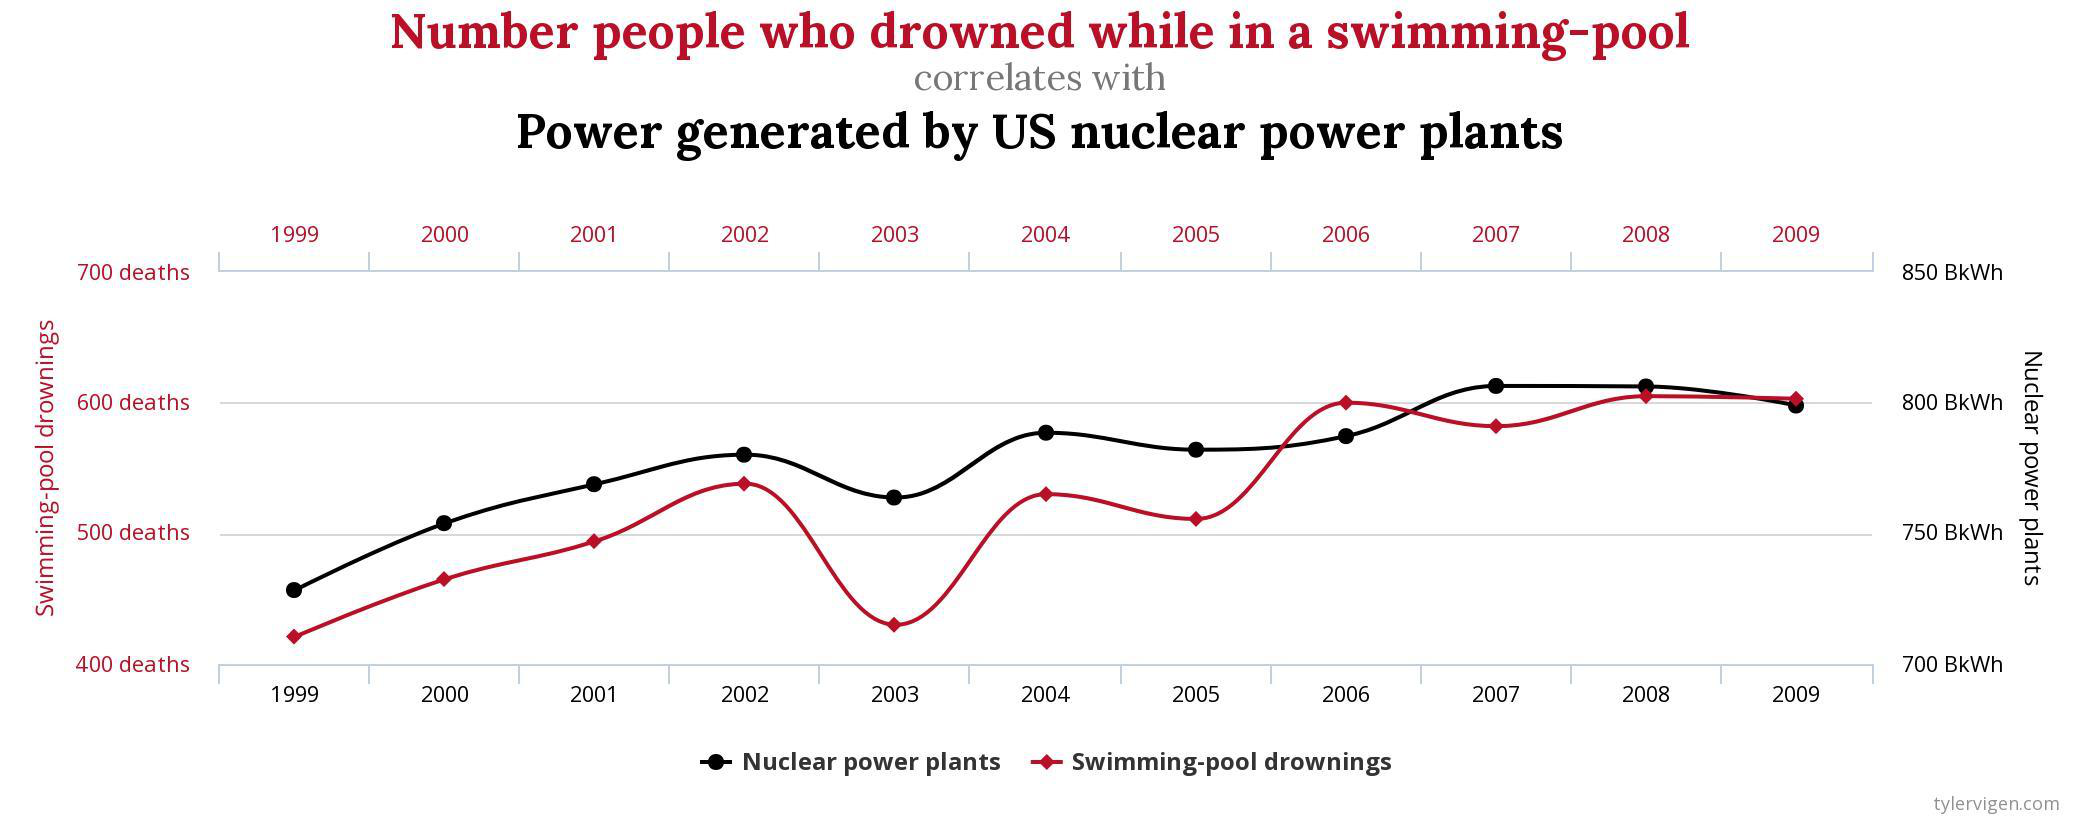 Number people who drowned while in a swimming-pool
correlates with
Power generated by US nuclear power plants
1999 2000 2001 2002 2003 2004 2005 2006 2007 2008 2009
700 deaths 850 BkWh
600 deaths 800 BkWh
500 deaths 750 BkWh
400 deaths 700 BkWh
Swimming-pool drownings
Nuclear power plants
1999 2000 2001 2002 2003 2004 2005 2006 2007 2008 2009
Nuclear power plants Swimming-pool drownings
tylervigen.com